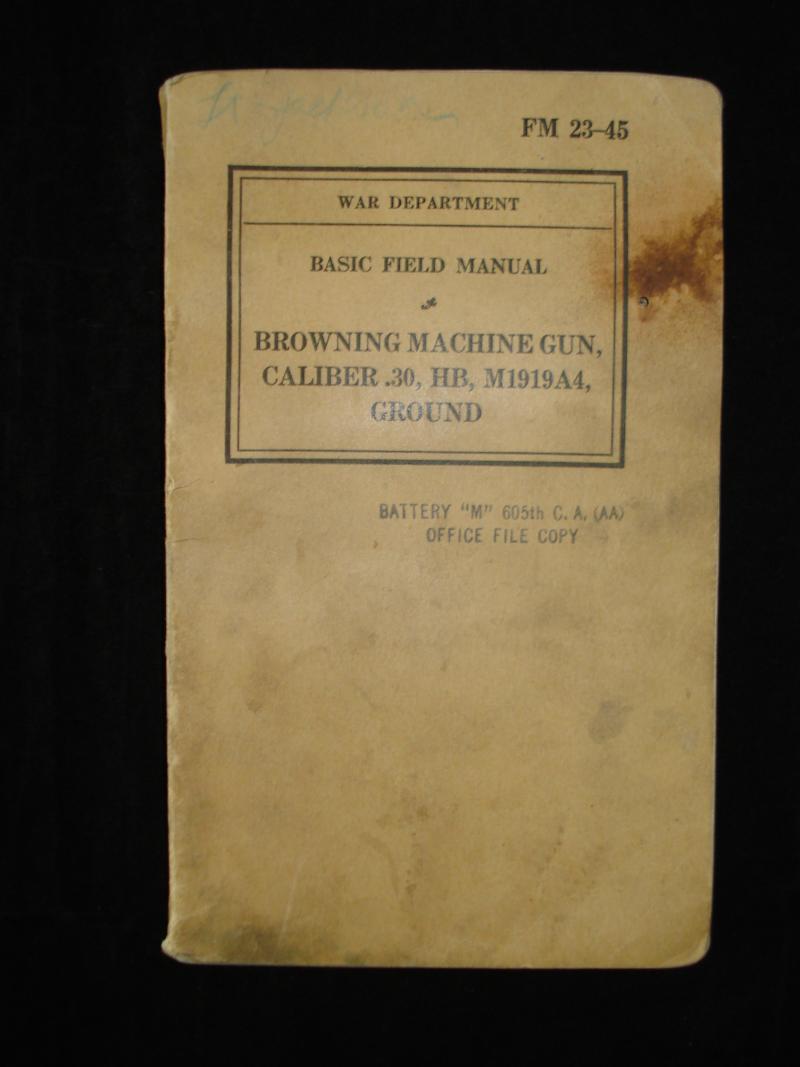 FM 23-45
WAR DEPARTMENT
BASIC FIELD MANUAL
BROWNING MACHINE GUN,
CALIBER .30, HB, M1919A4,
GROUND
BATTERY "M" 605th C. A. (AA)
OFFICE FILE COPY